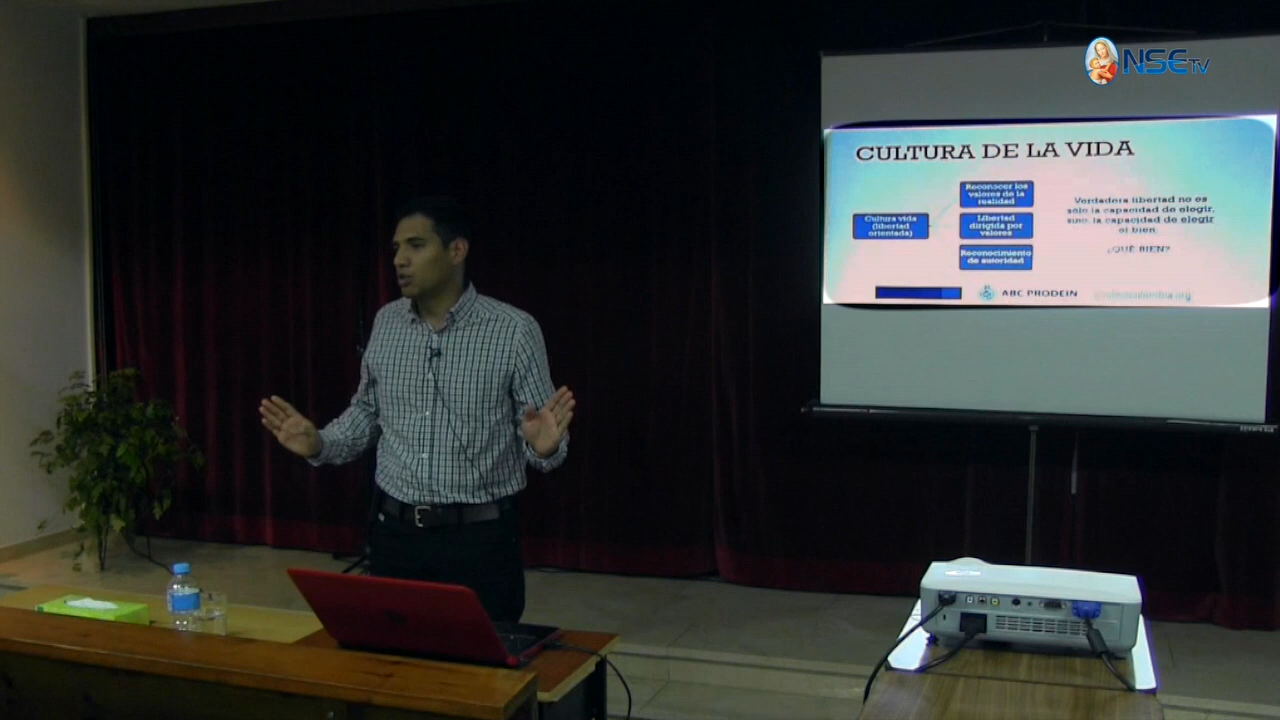 NSETV
CULTURA DE LA VIDA
Reconocer los
valores de la
realidad
Cultura vida
(libertad
orientada)
Libertad
dirigida por
valores
Reconocimiento
de autoridad
Verdadera libertad no es
sólo la capacidad de elegir,
sino, la capacidad de elegir
el bien.
¿QUÉ BIEN?
ABC PRODEIN